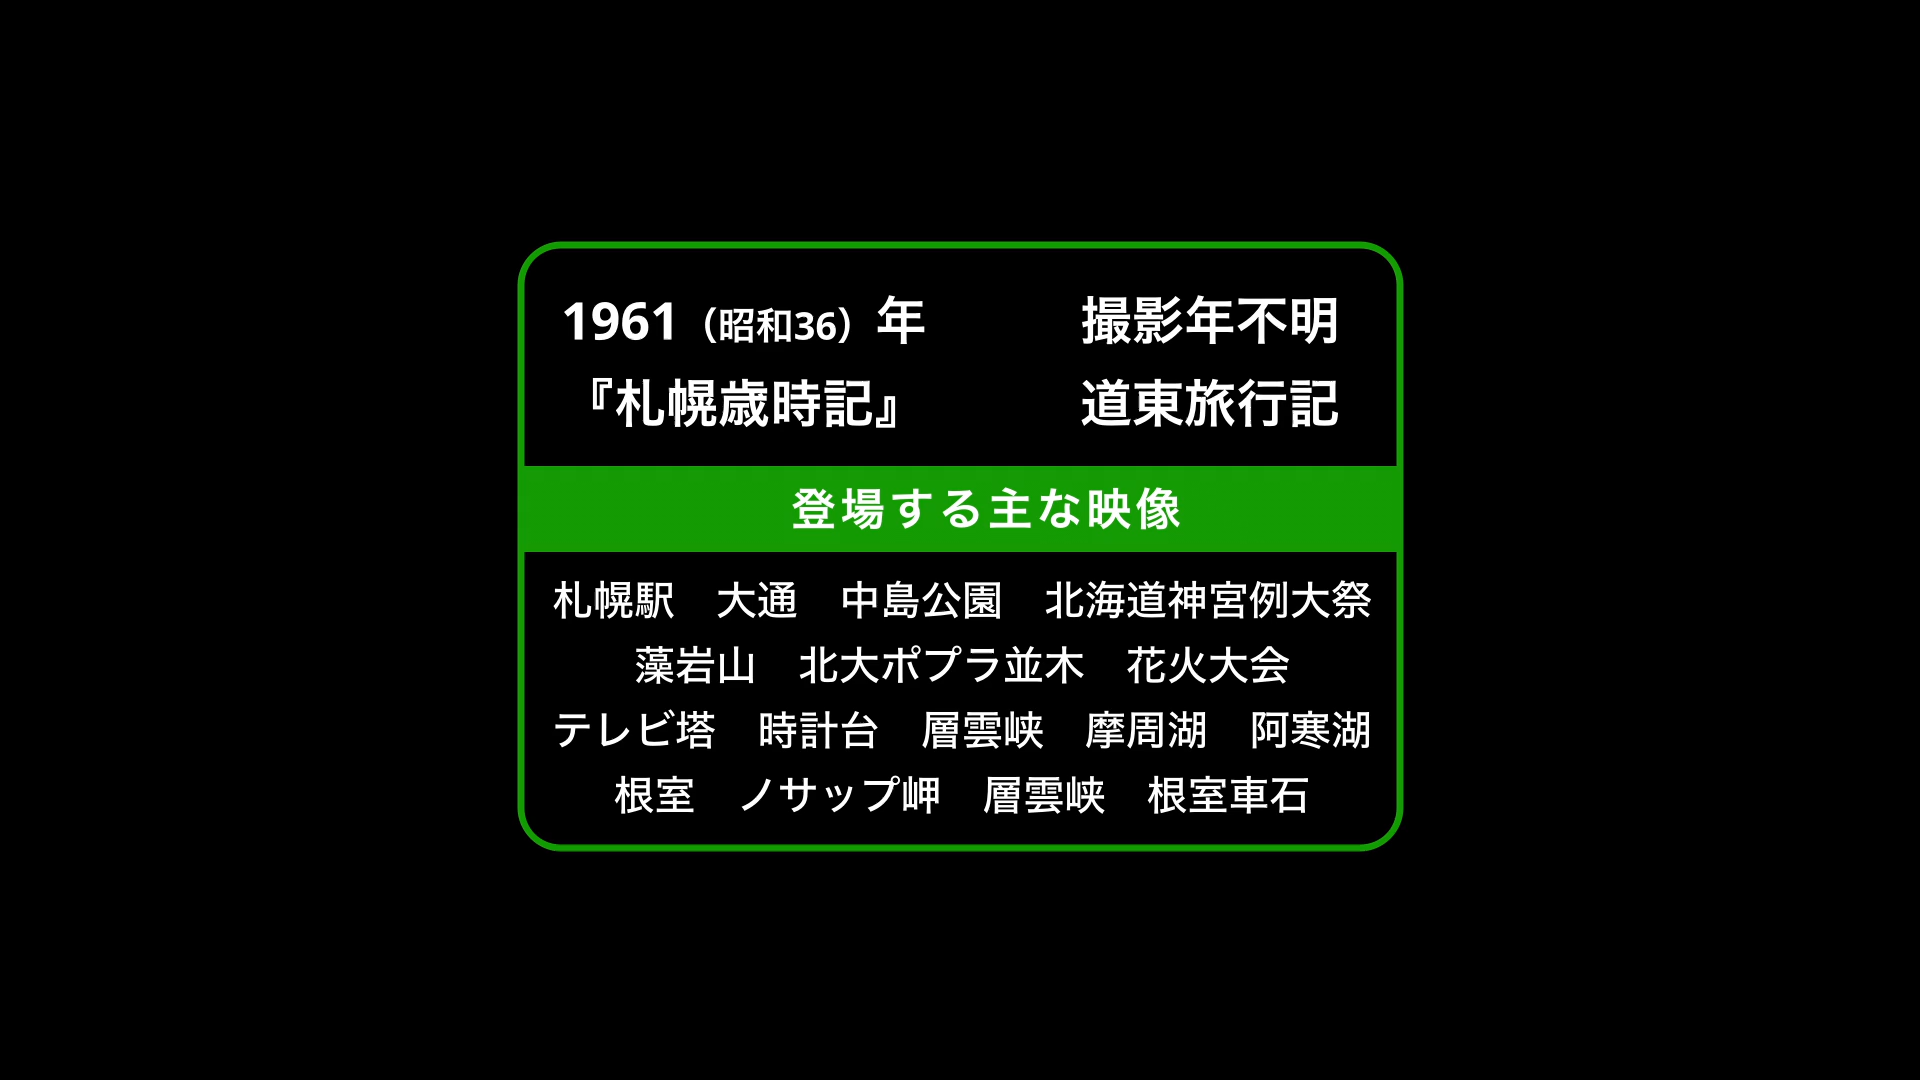 1961（昭和36）年　撮影年不明
『札幌歳時記』　道東旅行記
登場する主な映像
札幌駅　大通　中島公園　北海道神宮例大祭
藻岩山　北大ポプラ並木　花火大会
テレビ塔　時計台　層雲峡　摩周湖　阿寒湖
根室　ノサップ岬　層雲峡　根室車石